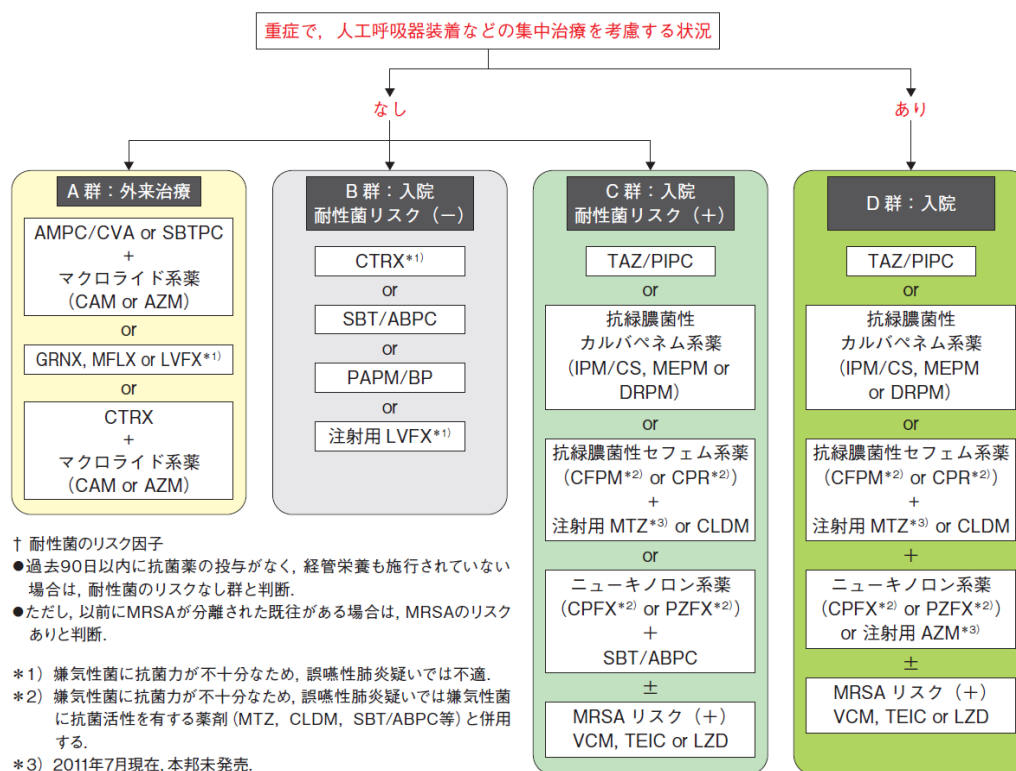 重症で，人工呼吸器装着などの集中治療を考慮する状況
なし
あり
A 群：外来治療
AMPC/CVA or SBTPC
+
マクロライド系薬
（CAM or AZM）
or
GRNX, MFLX or LVFX*1)
or
CTRX
+
マクロライド系薬
（CAM or AZM）
B 群：入院
耐性菌リスク（－）
CTRX*1)
or
SBT/ABPC
or
PAPM/BP
or
注射用 LVFX*1)
C 群：入院
耐性菌リスク（＋）
TAZ/PIPC
or
抗緑膿菌性
カルバペネム系薬
（IPM/CS, MEPM or
DRPM）
or
抗緑膿菌性セフェム系薬
（CFPM*2) or CPR*2)）
+
注射用 MTZ*3) or CLDM
or
ニューキノロン系薬
（CPFX*2) or PZFX*2)）
+
SBT/ABPC
±
MRSA リスク（＋）
VCM, TEIC or LZD
D 群：入院
TAZ/PIPC
or
抗緑膿菌性
カルバペネム系薬
（IPM/CS, MEPM
or DRPM）
or
抗緑膿菌性セフェム系薬
（CFPM*2) or CPR*2)）
+
注射用 MTZ*3) or CLDM
+
ニューキノロン系薬
（CPFX*2) or PZFX*2)）
or 注射用 AZM*3)
±
MRSA リスク（＋）
VCM, TEIC or LZD
† 耐性菌のリスク因子
●過去90日以内に抗菌薬の投与がなく，経管栄養も施行されていない
場合は，耐性菌のリスクなし群と判断．
●ただし，以前にMRSAが分離された既往がある場合は，MRSAのリスク
ありと判断．
*1）嫌気性菌に抗菌力が不十分なため，誤嚥性肺炎疑いでは不適．
*2）嫌気性菌に抗菌力が不十分なため，誤嚥性肺炎疑いでは嫌気性菌
に抗菌活性を有する薬剤（MTZ，CLDM，SBT/ABPC等）と併用
する．
*3）2011年7月現在，本邦未発売．